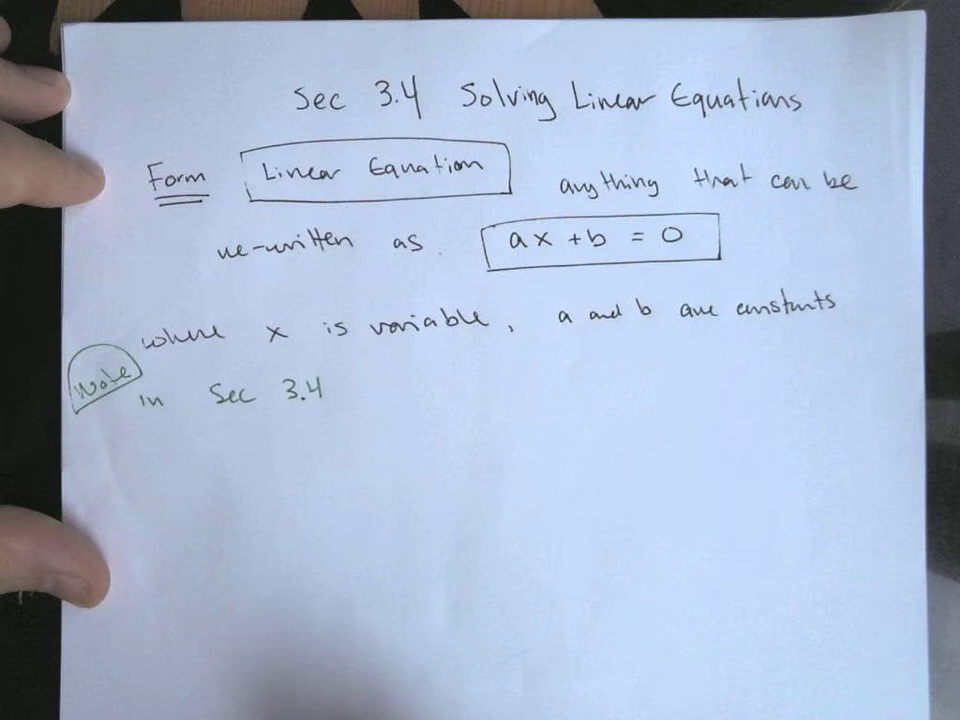 Sec 3.4 Solving Linear Equations
Form Linear Equation anything that can be
re-written as ax + b = 0
where x is variable, a and b are constants
Note in Sec 3.4